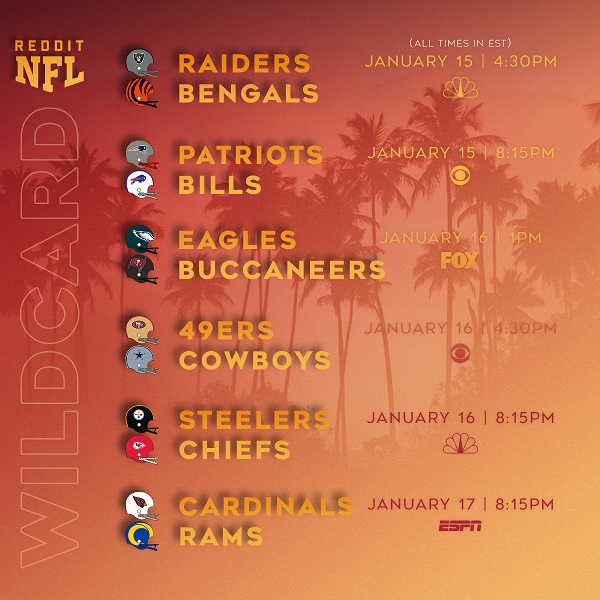 REDDIT
NFL
WILDCARD
(ALL TIMES IN EST)
RAIDERS
BENGALS
JANUARY 15 | 4:30PM
PATRIOTS
BILLS
JANUARY 15 | 8:15PM
EAGLES
BUCCANEERS
JANUARY 16 | 1PM
FOX
49ERS
COWBOYS
JANUARY 16 | 4:30PM
STEELERS
CHIEFS
JANUARY 16 | 8:15PM
CARDINALS
RAMS
JANUARY 17 | 8:15PM
ESPN